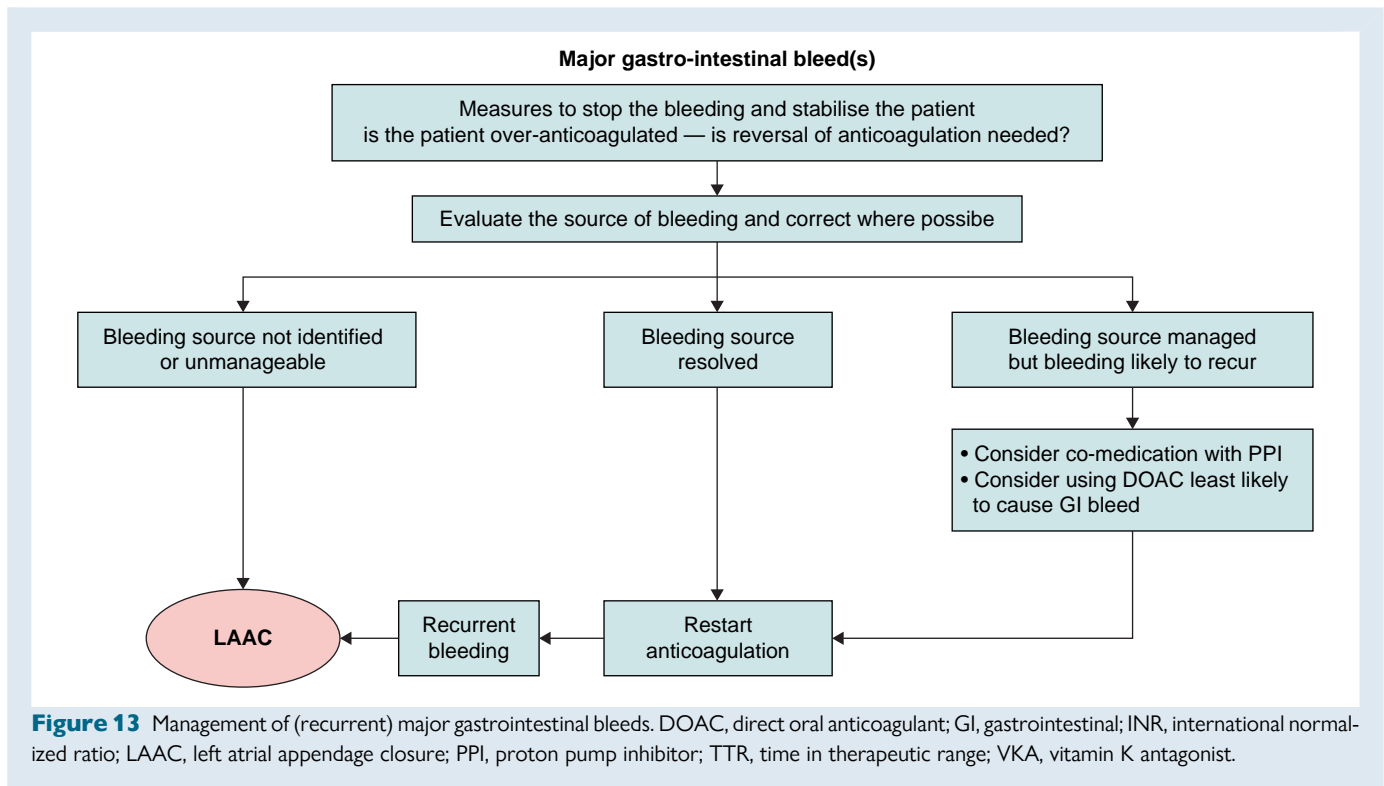 Major gastro-intestinal bleed(s)
Measures to stop the bleeding and stabilise the patient
is the patient over-anticoagulated — is reversal of anticoagulation needed?
Evaluate the source of bleeding and correct where possibe
Bleeding source not identified
or unmanageable
Bleeding source
resolved
Bleeding source managed
but bleeding likely to recur
• Consider co-medication with PPI
• Consider using DOAC least likely
to cause GI bleed
LAAC
Recurrent
bleeding
Restart
anticoagulation
Figure 13 Management of (recurrent) major gastrointestinal bleeds. DOAC, direct oral anticoagulant; GI, gastrointestinal; INR, international normal-
ized ratio; LAAC, left atrial appendage closure; PPI, proton pump inhibitor; TTR, time in therapeutic range; VKA, vitamin K antagonist.